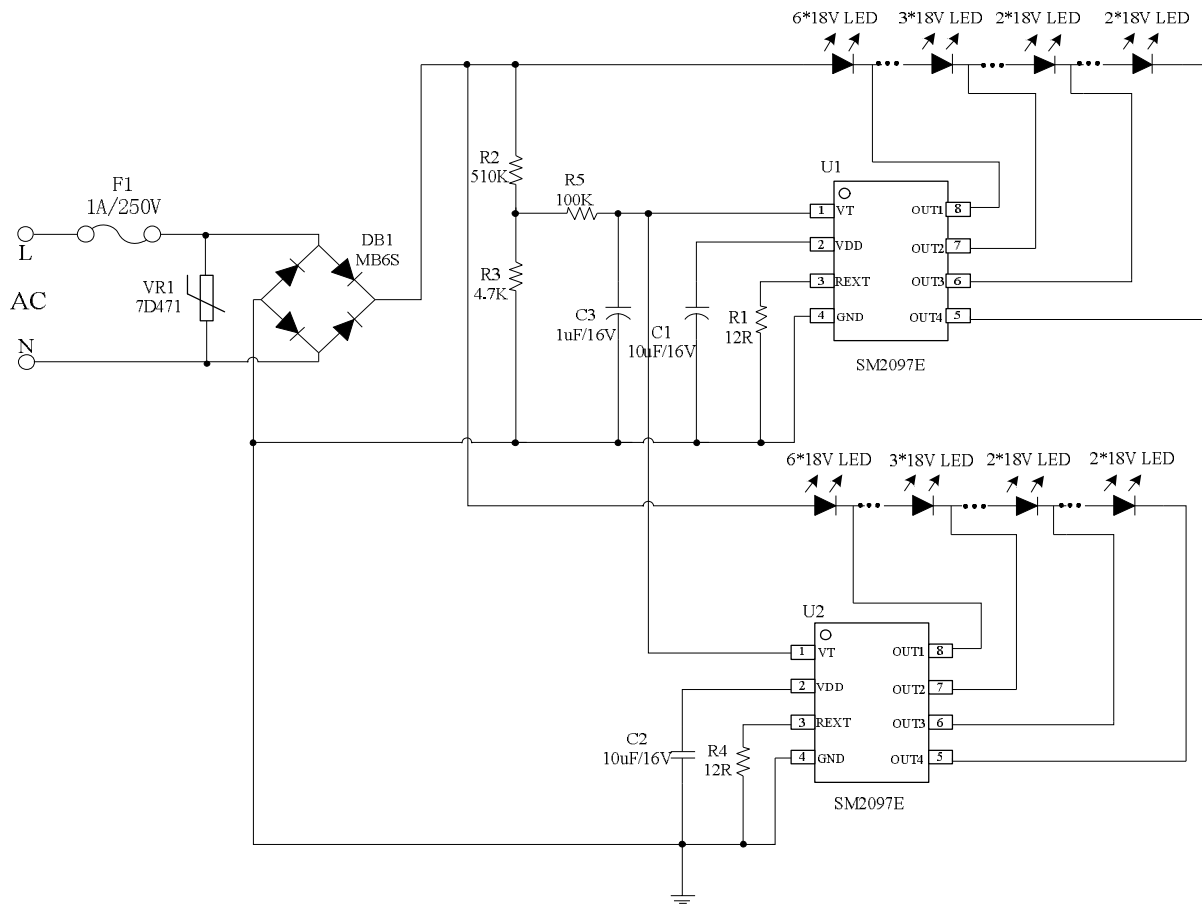 6*18V LED 3*18V LED 2*18V LED 2*18V LED
F1
1A/250V
L
AC
N
VR1
7D471
DB1
MB6S
R2
510K
R5
100K
R3
4.7K
C3
1uF/16V
C1
10uF/16V
R1
12R
U1
1 VT OUT1 8
2 VDD OUT2 7
3 REXT OUT3 6
4 GND OUT4 5
SM2097E
6*18V LED 3*18V LED 2*18V LED 2*18V LED
U2
1 VT OUT1 8
2 VDD OUT2 7
3 REXT OUT3 6
4 GND OUT4 5
C2
10uF/16V
R4
12R
SM2097E